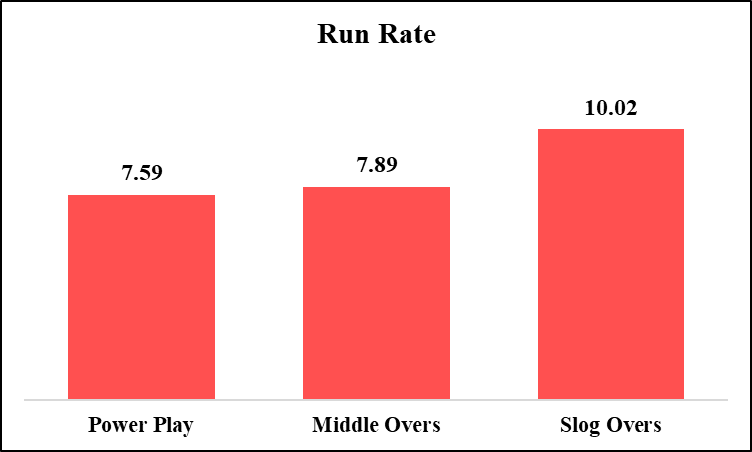 Run Rate
10.02
7.59
7.89
Power Play
Middle Overs
Slog Overs